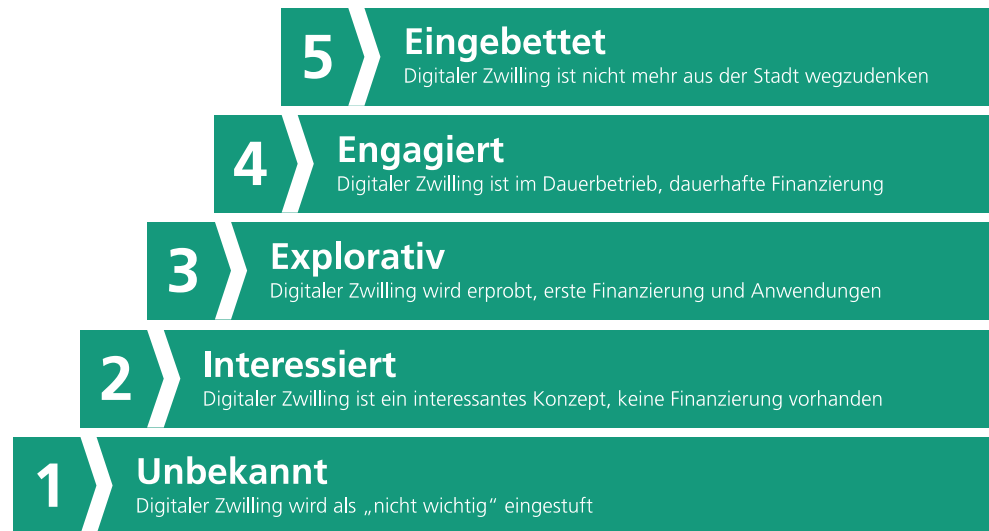 5
Eingebettet
Digitaler Zwilling ist nicht mehr aus der Stadt wegzudenken
4
Engagiert
Digitaler Zwilling ist im Dauerbetrieb, dauerhafte Finanzierung
3
Explorativ
Digitaler Zwilling wird erprobt, erste Finanzierung und Anwendungen
2
Interessiert
Digitaler Zwilling ist ein interessantes Konzept, keine Finanzierung vorhanden
1
Unbekannt
Digitaler Zwilling wird als „nicht wichtig“ eingestuft